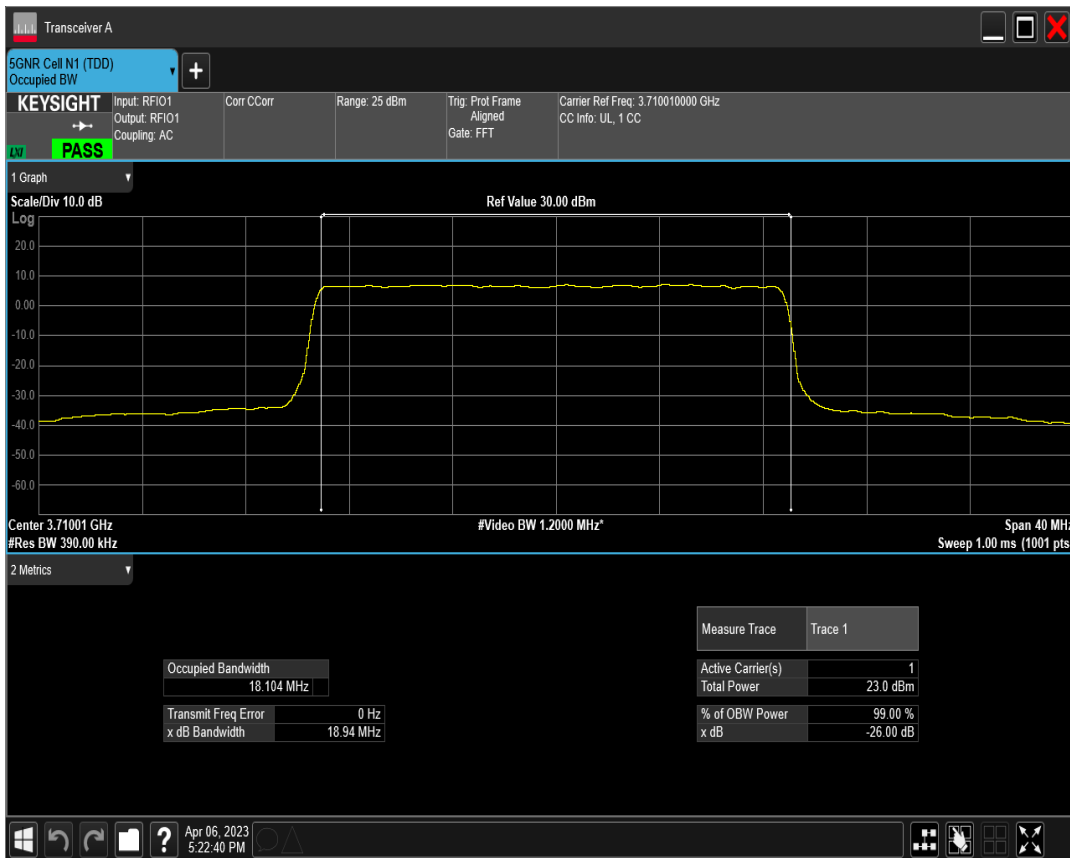 Transceiver A
5GNR Cell N1 (TDD)
Occupied BW
+
KEYSIGHT
LXI
PASS
Input: RFIO1
Output: RFIO1
Coupling: AC
Corr CCorr
Range: 25 dBm
Trig: Prot Frame
Aligned
Gate: FFT
Carrier Ref Freq: 3.710010000 GHz
CC Info: UL, 1 CC
1 Graph
Scale/Div 10.0 dB
Ref Value 30.00 dBm
Log
20.0
10.0
0.00
-10.0
-20.0
-30.0
-40.0
-50.0
-60.0
Center 3.71001 GHz
#Video BW 1.2000 MHz*
Span 40 MHz
#Res BW 390.00 kHz
Sweep 1.00 ms (1001 pts
2 Metrics
Measure Trace Trace 1
Occupied Bandwidth
18.104 MHz
Active Carrier(s) 1
Total Power 23.0 dBm
Transmit Freq Error 0 Hz
x dB Bandwidth 18.94 MHz
% of OBW Power 99.00 %
x dB -26.00 dB
?
Apr 06, 2023
5:22:40 PM